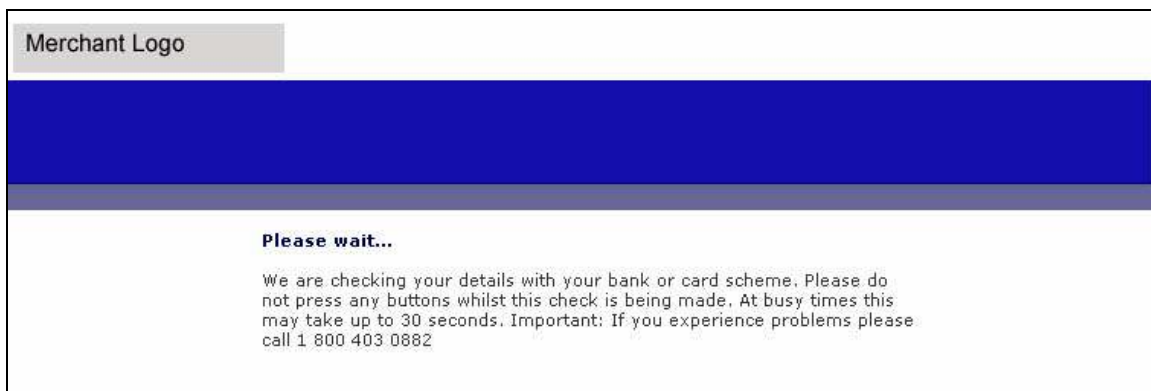 Merchant Logo
Please wait...
We are checking your details with your bank or card scheme. Please do
not press any buttons whilst this check is being made. At busy times this
may take up to 30 seconds. Important: If you experience problems please
call 1 800 403 0882